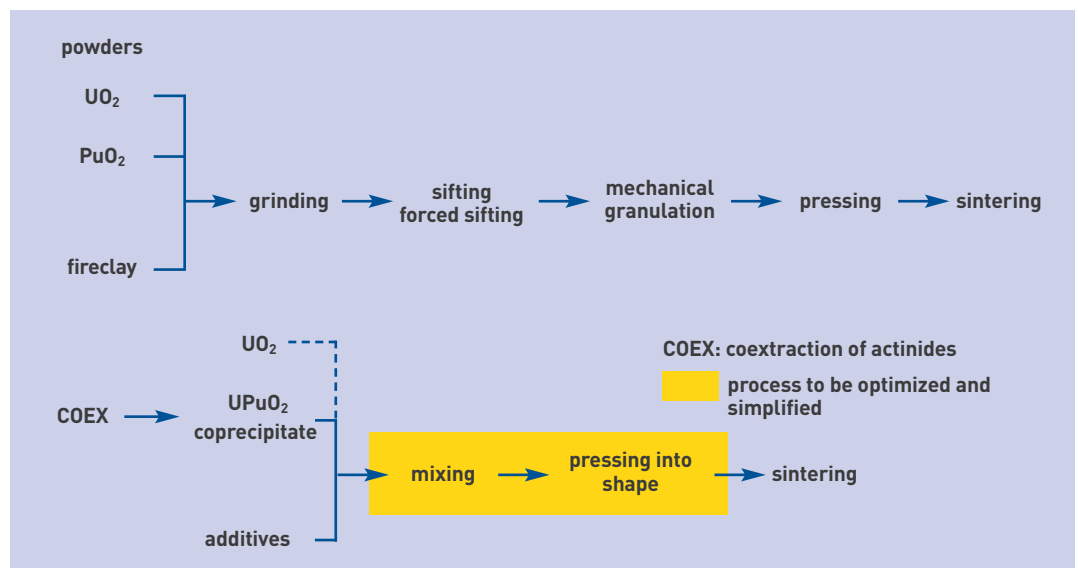 powders
UO₂
PuO₂
fireclay
grinding
sifting
forced sifting
mechanical
granulation
pressing
sintering
UO₂
COEX
UPuO₂
coprecipitate
additives
mixing
pressing into
shape
sintering
COEX: coextraction of actinides
process to be optimized and
simplified